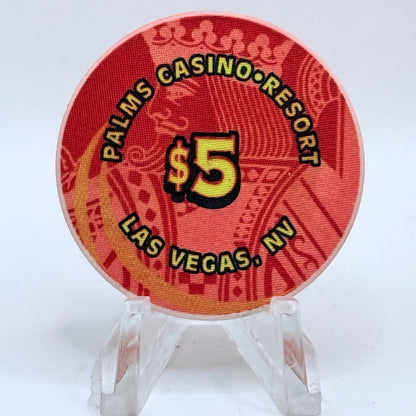 PALMS CASINO•RESORT
$5
LAS VEGAS, NV